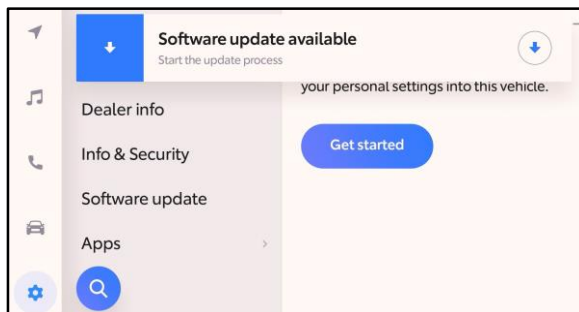 Software update available
Start the update process
your personal settings into this vehicle.
Dealer info
Get started
Info & Security
Software update
Apps